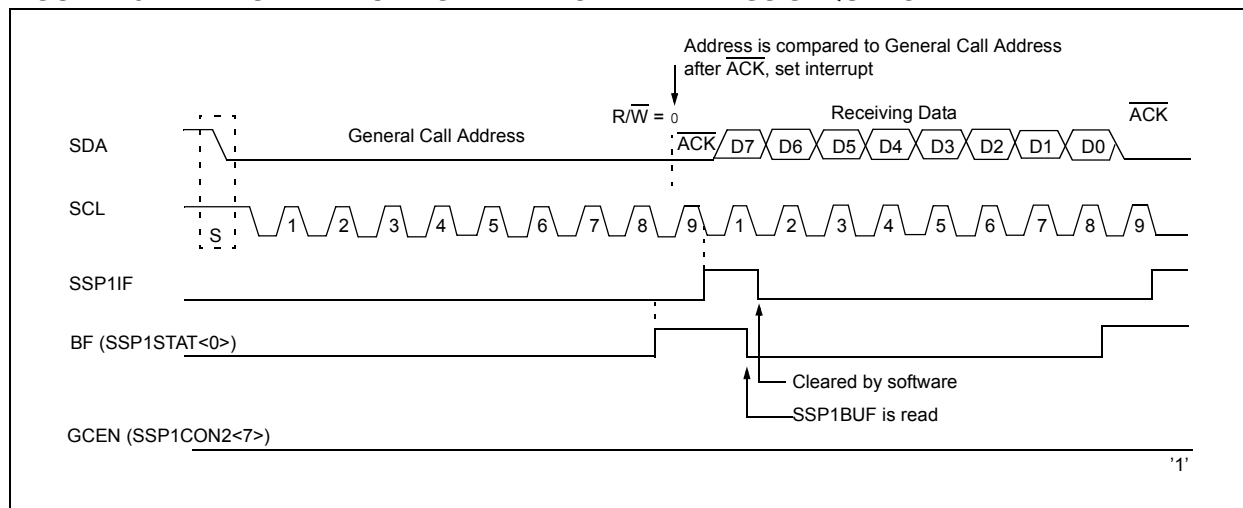 Address is compared to General Call Address
after ACK, set interrupt
R/W = 0
Receiving Data
ACK
SDA
General Call Address
ACK
D7 D6 D5 D4 D3 D2 D1 D0
SCL
S
1 2 3 4 5 6 7 8 9 1 2 3 4 5 6 7 8 9
SSP1IF
BF (SSP1STAT<0>)
Cleared by software
SSP1BUF is read
GCEN (SSP1CON2<7>)
'1'